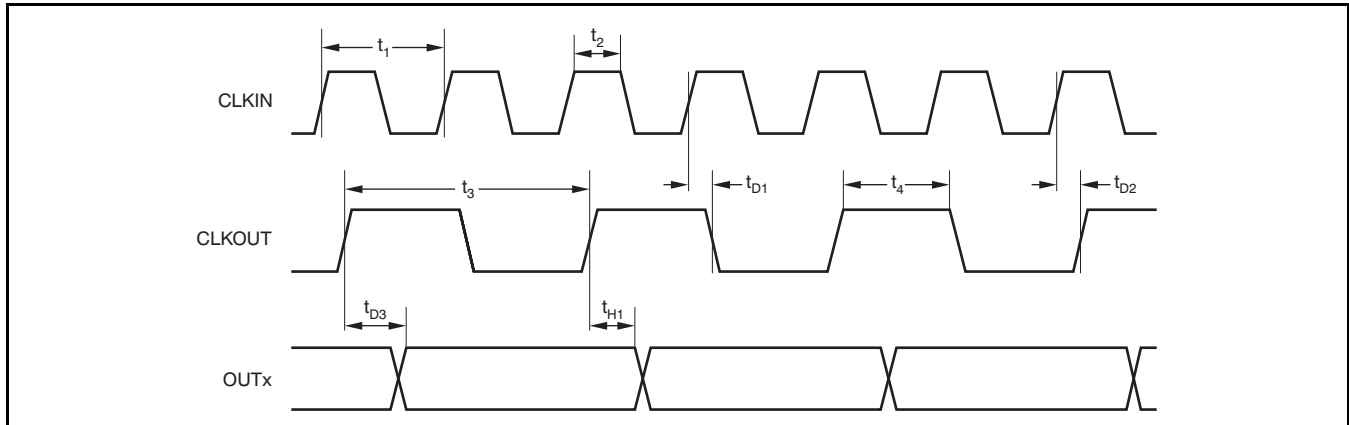 t1
t2
CLKIN
t3
tD1
t4
tD2
CLKOUT
tD3
tH1
OUTx